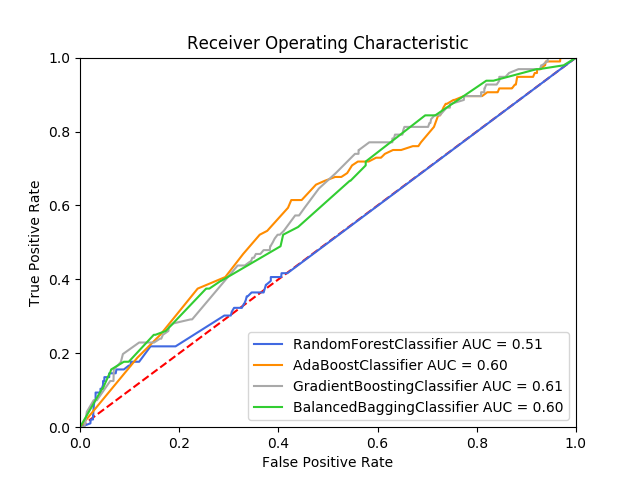 Receiver Operating Characteristic
1.0
0.8
0.6
0.4
0.2
0.0
True Positive Rate
RandomForestClassifier AUC = 0.51
AdaBoostClassifier AUC = 0.60
GradientBoostingClassifier AUC = 0.61
BalancedBaggingClassifier AUC = 0.60
0.0 0.2 0.4 0.6 0.8 1.0
False Positive Rate